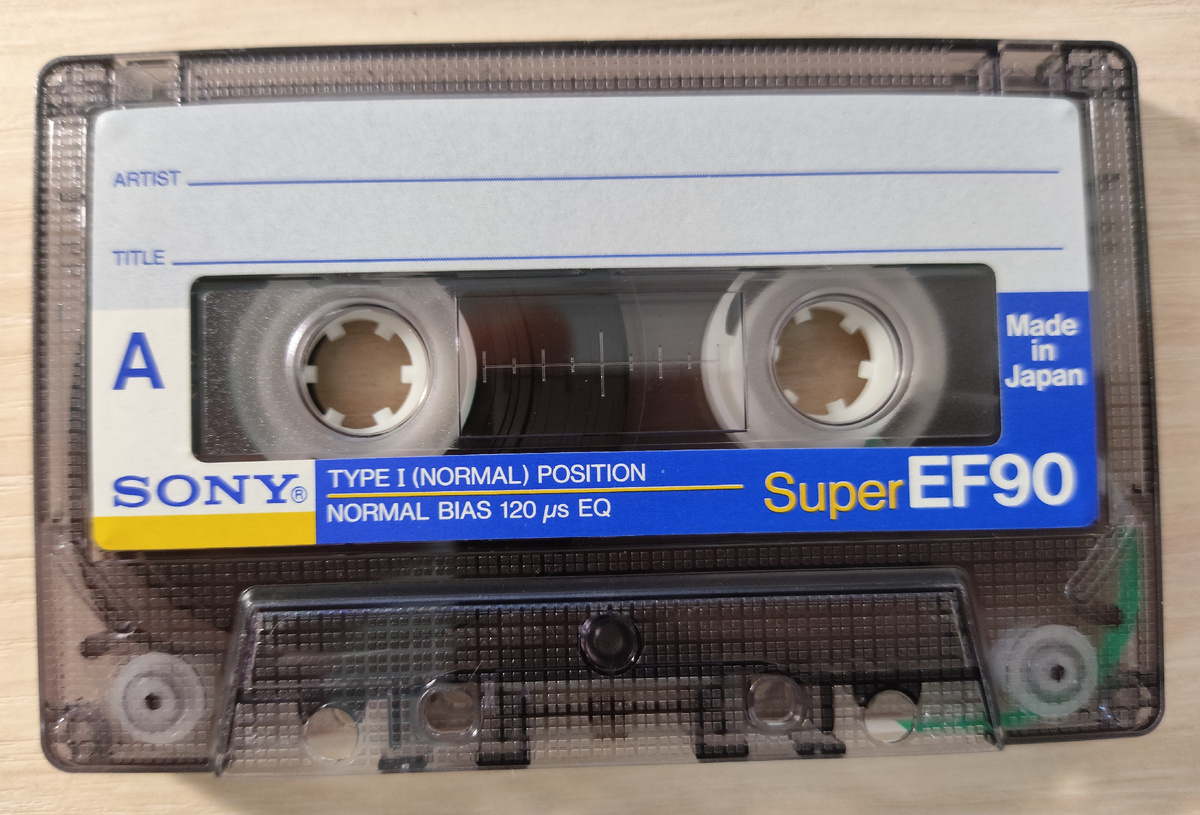 ARTIST
TITLE
A
Made
in
Japan
SONY®
TYPE I (NORMAL) POSITION
NORMAL BIAS 120 µs EQ
Super EF90